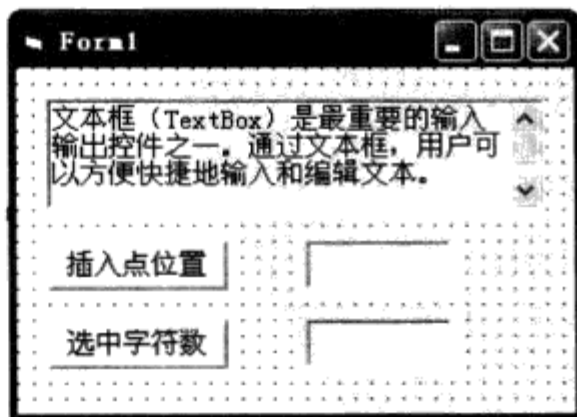 Form1
文本框（TextBox）是最重要的输入
输出控件之一。通过文本框，用户可
以方便快捷地输入和编辑文本。
插入点位置
选中字符数